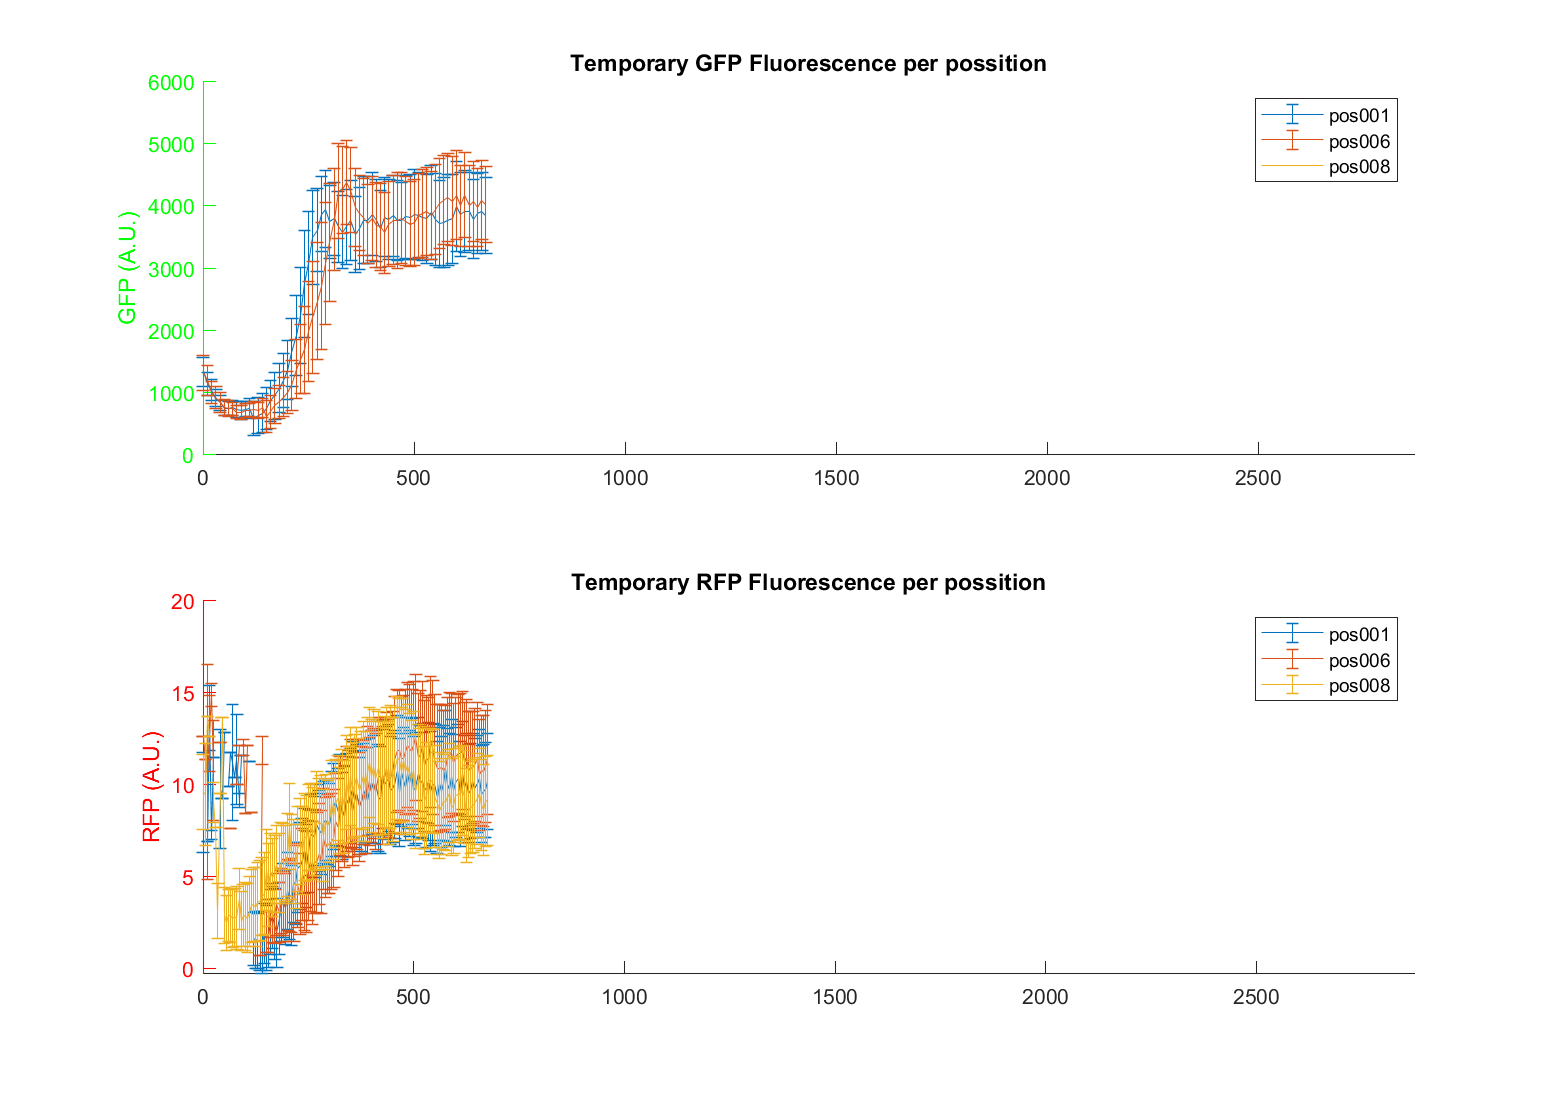 Temporary GFP Fluorescence per possition
6000
5000
4000
3000
2000
1000
0
GFP (A.U.)
0 500 1000 1500 2000 2500
pos001
pos006
pos008
Temporary RFP Fluorescence per possition
20
15
10
5
0
RFP (A.U.)
0 500 1000 1500 2000 2500
pos001
pos006
pos008